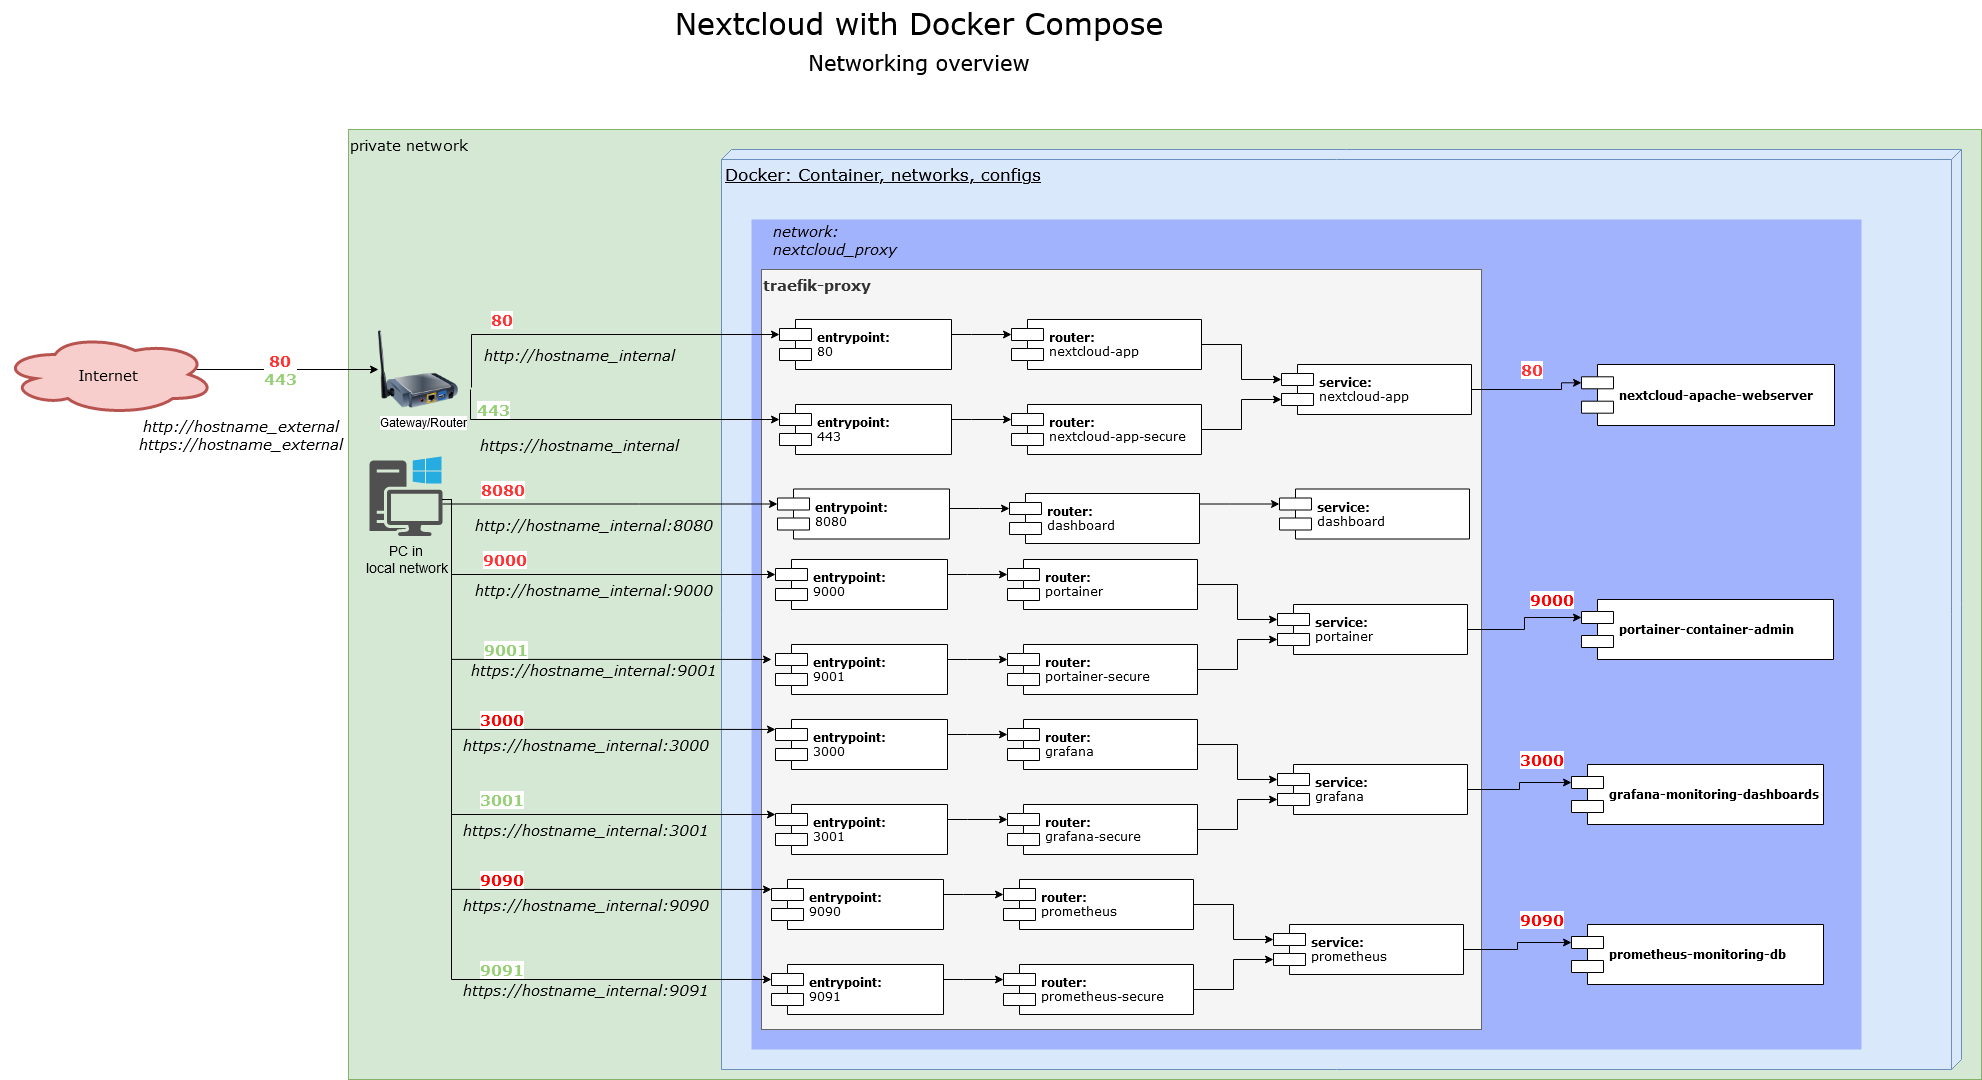 Nextcloud with Docker Compose
Networking overview
private network
Docker: Container, networks, configs
network:
nextcloud_proxy
traefik-proxy
Internet
80
443
http://hostname_external
https://hostname_external
Gateway/Router
80
http://hostname_internal
443
https://hostname_internal
entrypoint:
80
router:
nextcloud-app
entrypoint:
443
router:
nextcloud-app-secure
service:
nextcloud-app
80
nextcloud-apache-webserver
PC in
local network
8080
http://hostname_internal:8080
entrypoint:
8080
router:
dashboard
service:
dashboard
9000
http://hostname_internal:9000
entrypoint:
9000
router:
portainer
9001
https://hostname_internal:9001
entrypoint:
9001
router:
portainer-secure
service:
portainer
9000
portainer-container-admin
3000
https://hostname_internal:3000
entrypoint:
3000
router:
grafana
3001
https://hostname_internal:3001
entrypoint:
3001
router:
grafana-secure
service:
grafana
3000
grafana-monitoring-dashboards
9090
https://hostname_internal:9090
entrypoint:
9090
router:
prometheus
9091
https://hostname_internal:9091
entrypoint:
9091
router:
prometheus-secure
service:
prometheus
9090
prometheus-monitoring-db